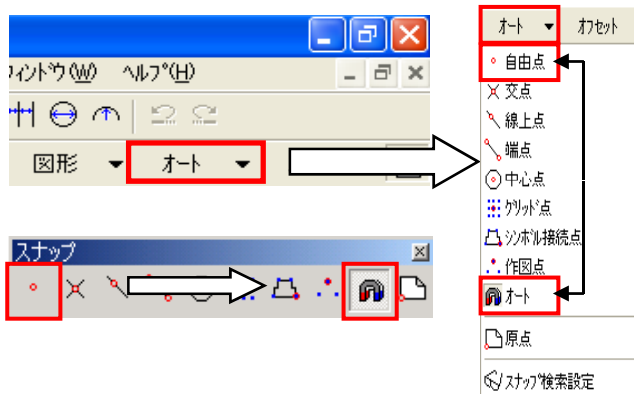 ｳｨﾝﾄﾞｳ(W) ﾍﾙﾌﾟ(H)
図形 ▼ ｵｰﾄ ▼
スナップ
ｵｰﾄ ▼ ｵﾌｾｯﾄ
自由点
交点
線上点
端点
中心点
ｸﾞﾘｯﾄﾞ点
ｼﾝﾎﾞﾙ接続点
作図点
ｵｰﾄ
原点
ｽﾅｯﾌﾟ検索設定